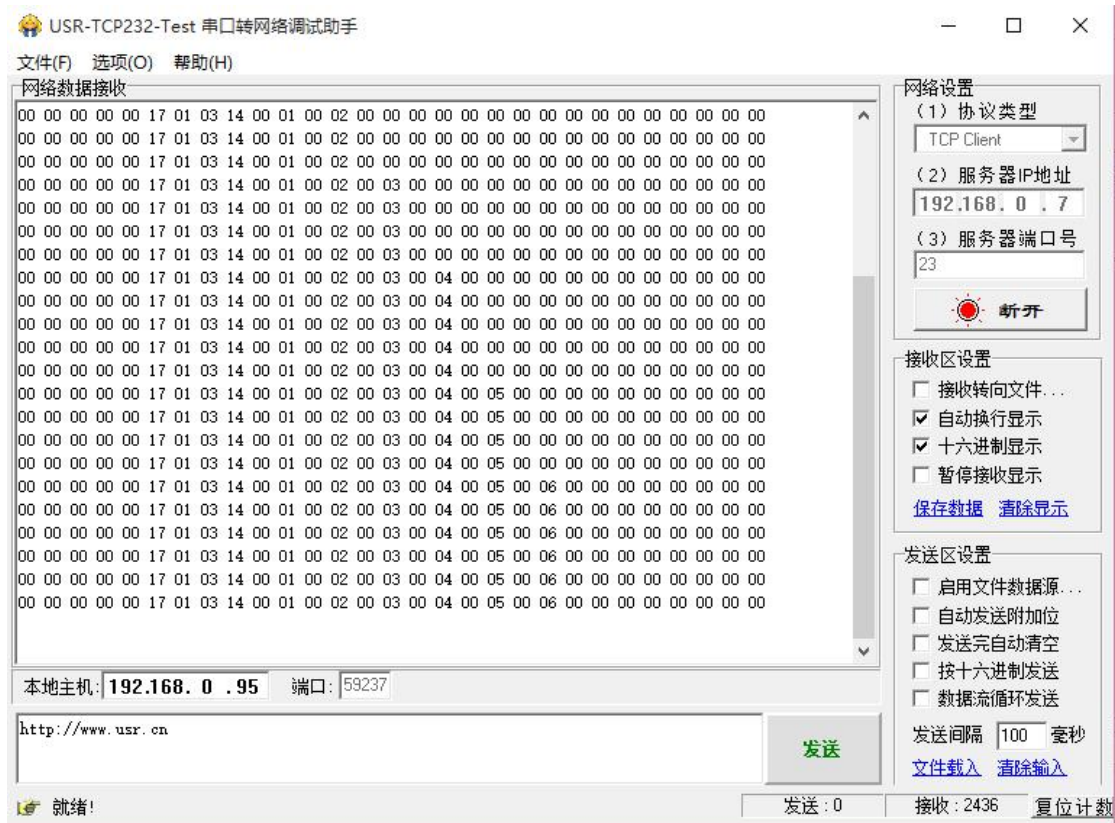 USR-TCP232-Test 串口转网络调试助手
文件(F) 选项(O) 帮助(H)
网络数据接收
00 00 00 00 00 17 01 03 14 00 01 00 02 00 00 00 00 00 00 00 00 00 00 00 00 00 00 00 00
00 00 00 00 00 17 01 03 14 00 01 00 02 00 00 00 00 00 00 00 00 00 00 00 00 00 00 00 00
00 00 00 00 00 17 01 03 14 00 01 00 02 00 00 00 00 00 00 00 00 00 00 00 00 00 00 00 00
00 00 00 00 00 17 01 03 14 00 01 00 02 00 03 00 00 00 00 00 00 00 00 00 00 00 00 00 00
00 00 00 00 00 17 01 03 14 00 01 00 02 00 03 00 00 00 00 00 00 00 00 00 00 00 00 00 00
00 00 00 00 00 17 01 03 14 00 01 00 02 00 03 00 00 00 00 00 00 00 00 00 00 00 00 00 00
00 00 00 00 00 17 01 03 14 00 01 00 02 00 03 00 00 00 00 00 00 00 00 00 00 00 00 00 00
00 00 00 00 00 17 01 03 14 00 01 00 02 00 03 00 04 00 00 00 00 00 00 00 00 00 00 00 00
00 00 00 00 00 17 01 03 14 00 01 00 02 00 03 00 04 00 00 00 00 00 00 00 00 00 00 00 00
00 00 00 00 00 17 01 03 14 00 01 00 02 00 03 00 04 00 00 00 00 00 00 00 00 00 00 00 00
00 00 00 00 00 17 01 03 14 00 01 00 02 00 03 00 04 00 00 00 00 00 00 00 00 00 00 00 00
00 00 00 00 00 17 01 03 14 00 01 00 02 00 03 00 04 00 00 00 00 00 00 00 00 00 00 00 00
00 00 00 00 00 17 01 03 14 00 01 00 02 00 03 00 04 00 05 00 00 00 00 00 00 00 00 00 00
00 00 00 00 00 17 01 03 14 00 01 00 02 00 03 00 04 00 05 00 00 00 00 00 00 00 00 00 00
00 00 00 00 00 17 01 03 14 00 01 00 02 00 03 00 04 00 05 00 00 00 00 00 00 00 00 00 00
00 00 00 00 00 17 01 03 14 00 01 00 02 00 03 00 04 00 05 00 00 00 00 00 00 00 00 00 00
00 00 00 00 00 17 01 03 14 00 01 00 02 00 03 00 04 00 05 00 06 00 00 00 00 00 00 00 00
00 00 00 00 00 17 01 03 14 00 01 00 02 00 03 00 04 00 05 00 06 00 00 00 00 00 00 00 00
00 00 00 00 00 17 01 03 14 00 01 00 02 00 03 00 04 00 05 00 06 00 00 00 00 00 00 00 00
00 00 00 00 00 17 01 03 14 00 01 00 02 00 03 00 04 00 05 00 06 00 00 00 00 00 00 00 00
00 00 00 00 00 17 01 03 14 00 01 00 02 00 03 00 04 00 05 00 06 00 00 00 00 00 00 00 00
00 00 00 00 00 17 01 03 14 00 01 00 02 00 03 00 04 00 05 00 06 00 00 00 00 00 00 00 00
本地主机: 192.168. 0 .95 端口: 59237
http://www.usr.cn
发送
网络设置
(1) 协议类型
TCP Client
(2) 服务器IP地址
192.168. 0 . 7
(3) 服务器端口号
23
断开
接收区设置
接收转向文件...
自动换行显示
十六进制显示
暂停接收显示
保存数据 清除显示
发送区设置
启用文件数据源...
自动发送附加位
发送完自动清空
按十六进制发送
数据流循环发送
发送间隔 100 毫秒
文件载入 清除输入
就绪!
发送:0
接收:2436
复位计数